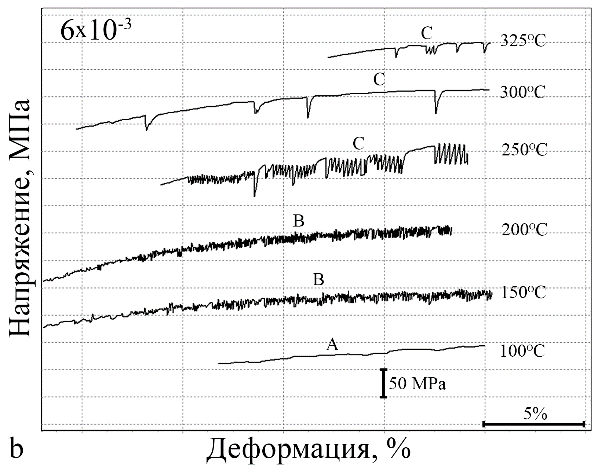 6x10⁻³
C
325°C
C
300°C
C
250°C
B
200°C
B
150°C
A
100°C
50 MPa
5%
Напряжение, МПа
b
Деформация, %